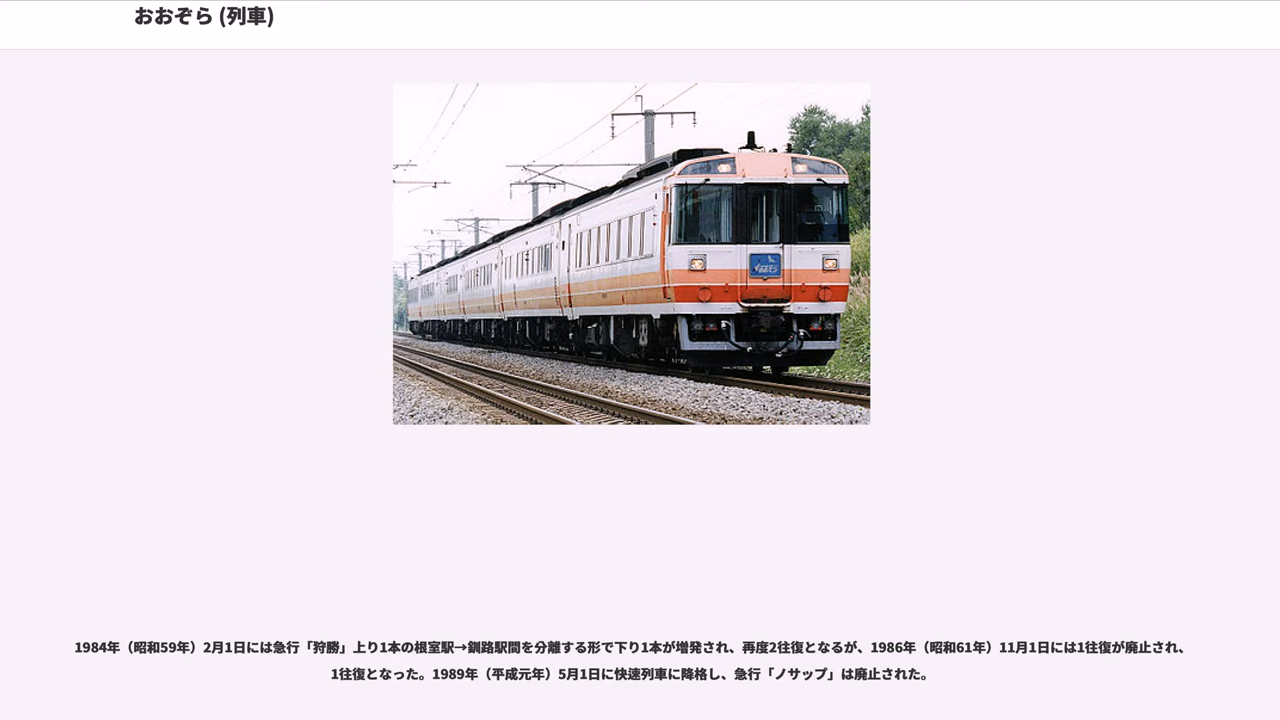 おおぞら (列車)
1984年（昭和59年）2月1日には急行「狩勝」上り1本の根室駅→釧路駅間を分離する形で下り1本が増発され、再度2往復となるが、1986年（昭和61年）11月1日には1往復が廃止され、
1往復となった。1989年（平成元年）5月1日に快速列車に降格し、急行「ノサップ」は廃止された。